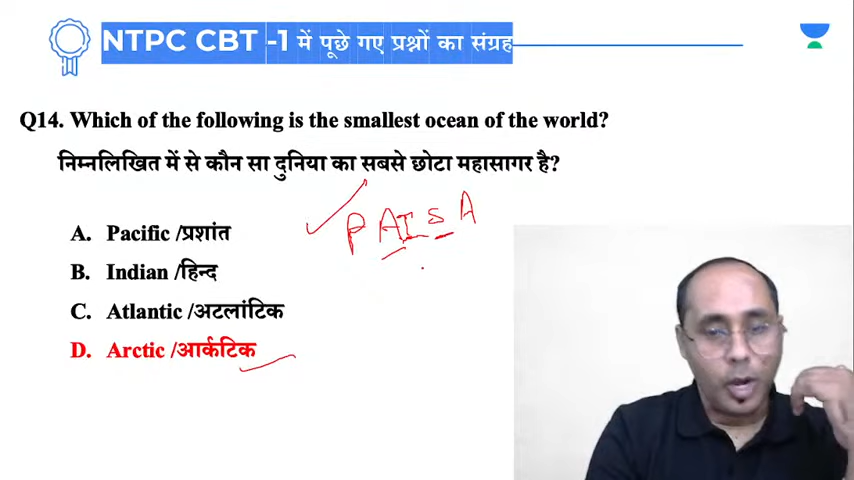 NTPC CBT -1 में पूछे गए प्रश्नों का संग्रह
Q14. Which of the following is the smallest ocean of the world?
निम्नलिखित में से कौन सा दुनिया का सबसे छोटा महासागर है?
PAISA
A. Pacific /प्रशांत
B. Indian /हिन्द
C. Atlantic /अटलांटिक
D. Arctic /आर्कटिक